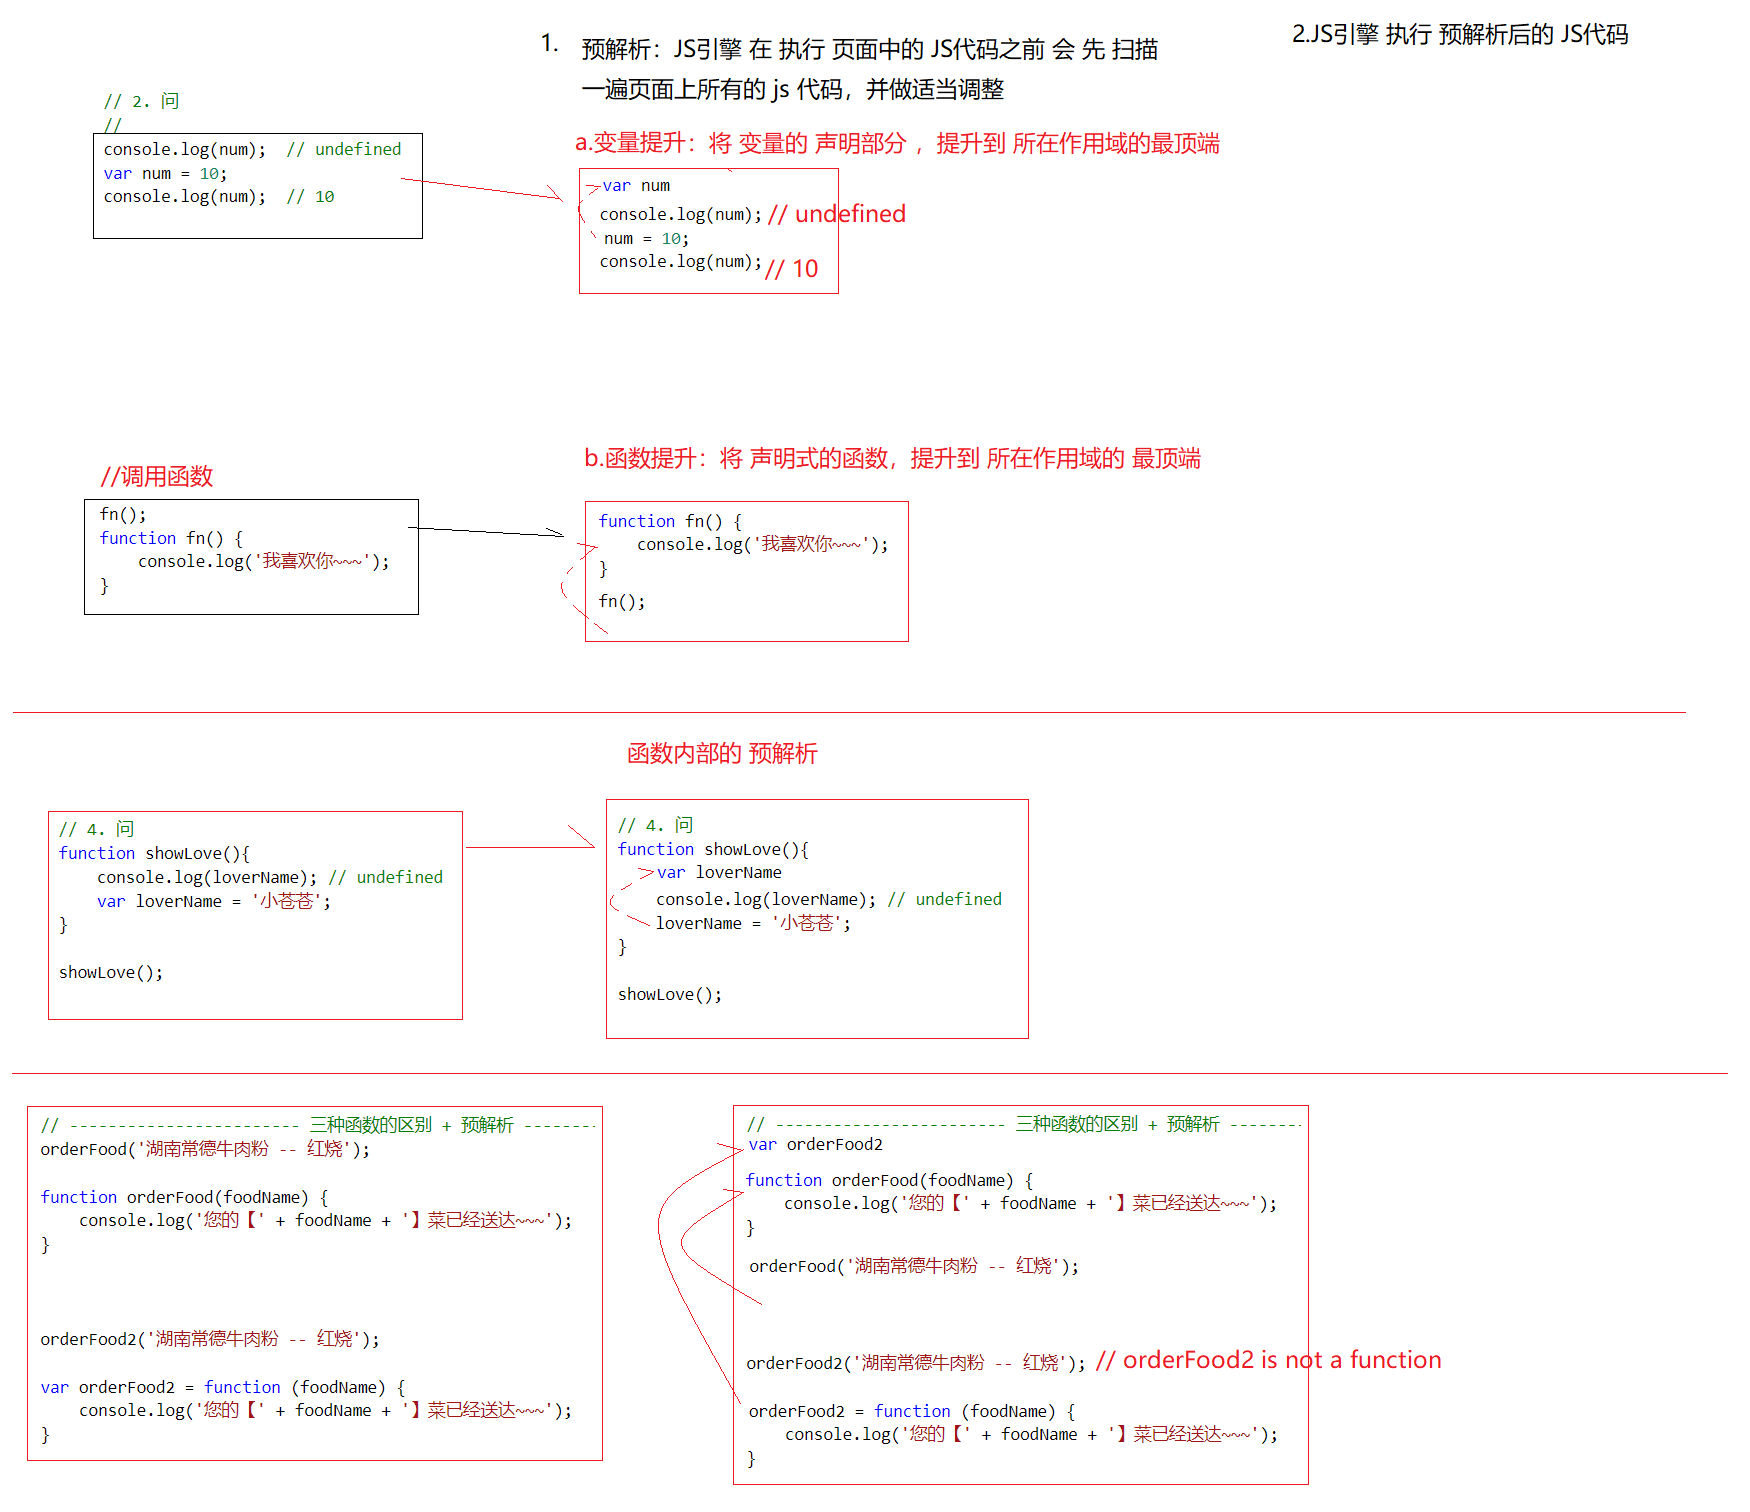 1. 预解析：JS引擎 在 执行 页面中的 JS代码之前 会 先 扫描
一遍页面上所有的 js 代码，并做适当调整
2.JS引擎 执行 预解析后的 JS代码
// 2. 问
//
console.log(num);  // undefined
var num = 10;
console.log(num);  // 10
a.变量提升：将 变量的 声明部分 ，提升到 所在作用域的最顶端
var num
console.log(num); // undefined
num = 10;
console.log(num); // 10
//调用函数
fn();
function fn() {
    console.log('我喜欢你~~~');
}
b.函数提升：将 声明式的函数，提升到 所在作用域的 最顶端
function fn() {
    console.log('我喜欢你~~~');
}
fn();
函数内部的 预解析
// 4. 问
function showLove(){
    console.log(loverName); // undefined
    var loverName = '小苍苍';
}
showLove();
// 4. 问
function showLove(){
    var loverName
    console.log(loverName); // undefined
    loverName = '小苍苍';
}
showLove();
// ------------------------ 三种函数的区别 + 预解析 --------
orderFood('湖南常德牛肉粉 -- 红烧');
function orderFood(foodName) {
    console.log('您的【' + foodName + '】菜已经送达~~~');
}
orderFood2('湖南常德牛肉粉 -- 红烧');
var orderFood2 = function (foodName) {
    console.log('您的【' + foodName + '】菜已经送达~~~');
}
// ------------------------ 三种函数的区别 + 预解析 --------
var orderFood2
function orderFood(foodName) {
    console.log('您的【' + foodName + '】菜已经送达~~~');
}
orderFood('湖南常德牛肉粉 -- 红烧');
orderFood2('湖南常德牛肉粉 -- 红烧'); // orderFood2 is not a function
orderFood2 = function (foodName) {
    console.log('您的【' + foodName + '】菜已经送达~~~');
}